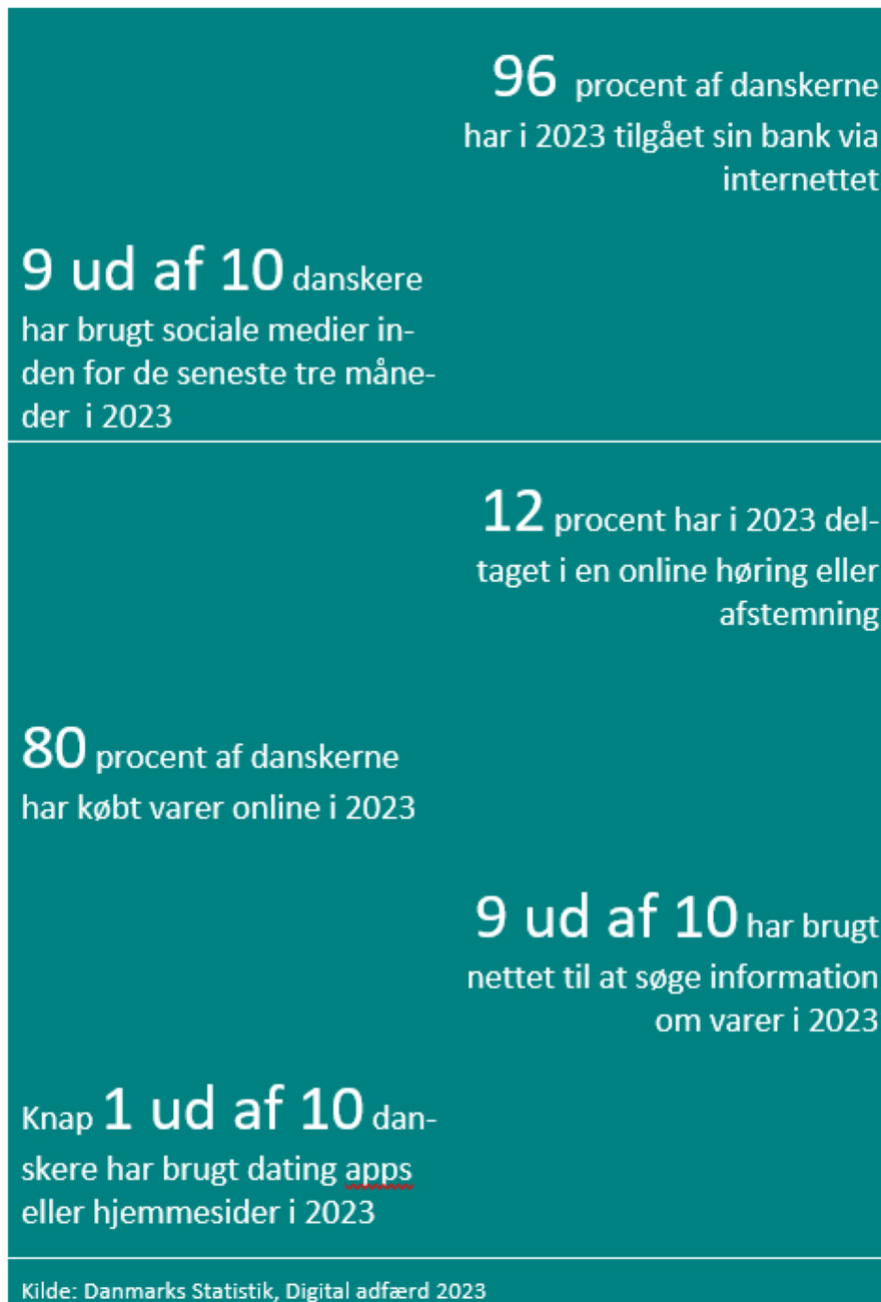 96 procent af danskerne
har i 2023 tilgået sin bank via
internettet
9 ud af 10 danskere
har brugt sociale medier in-
den for de seneste tre måne-
der i 2023
12 procent har i 2023 del-
taget i en online høring eller
afstemning
80 procent af danskerne
har købt varer online i 2023
9 ud af 10 har brugt
nettet til at søge information
om varer i 2023
Knap 1 ud af 10 dan-
skere har brugt dating apps
eller hjemmesider i 2023
Kilde: Danmarks Statistik, Digital adfærd 2023